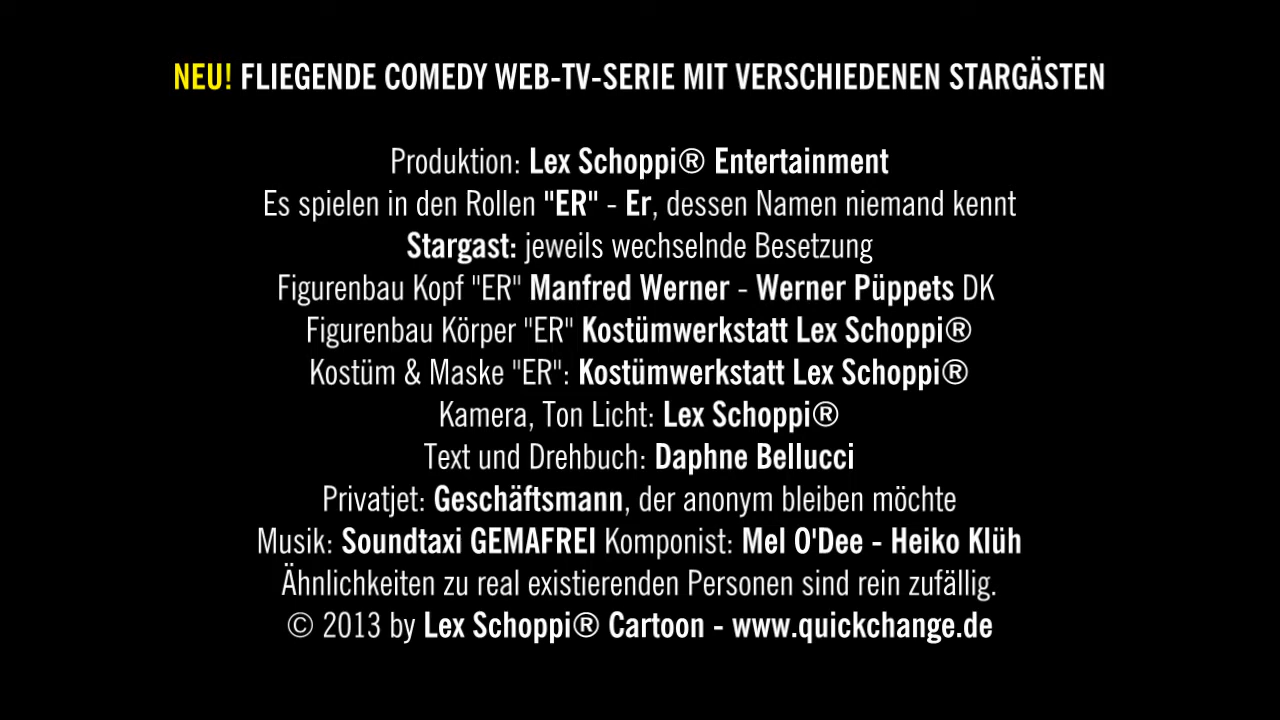 NEU! FLIEGENDE COMEDY WEB-TV-SERIE MIT VERSCHIEDENEN STARGÄSTEN
Produktion: Lex Schoppi® Entertainment
Es spielen in den Rollen "ER" - Er, dessen Namen niemand kennt
Stargast: jeweils wechselnde Besetzung
Figurenbau Kopf "ER" Manfred Werner - Werner Püppets DK
Figurenbau Körper "ER" Kostümwerkstatt Lex Schoppi®
Kostüm & Maske "ER": Kostümwerkstatt Lex Schoppi®
Kamera, Ton Licht: Lex Schoppi®
Text und Drehbuch: Daphne Bellucci
Privatjet: Geschäftsmann, der anonym bleiben möchte
Musik: Soundtaxi GEMAFREI Komponist: Mel O'Dee - Heiko Klüh
Ähnlichkeiten zu real existierenden Personen sind rein zufällig.
© 2013 by Lex Schoppi® Cartoon - www.quickchange.de